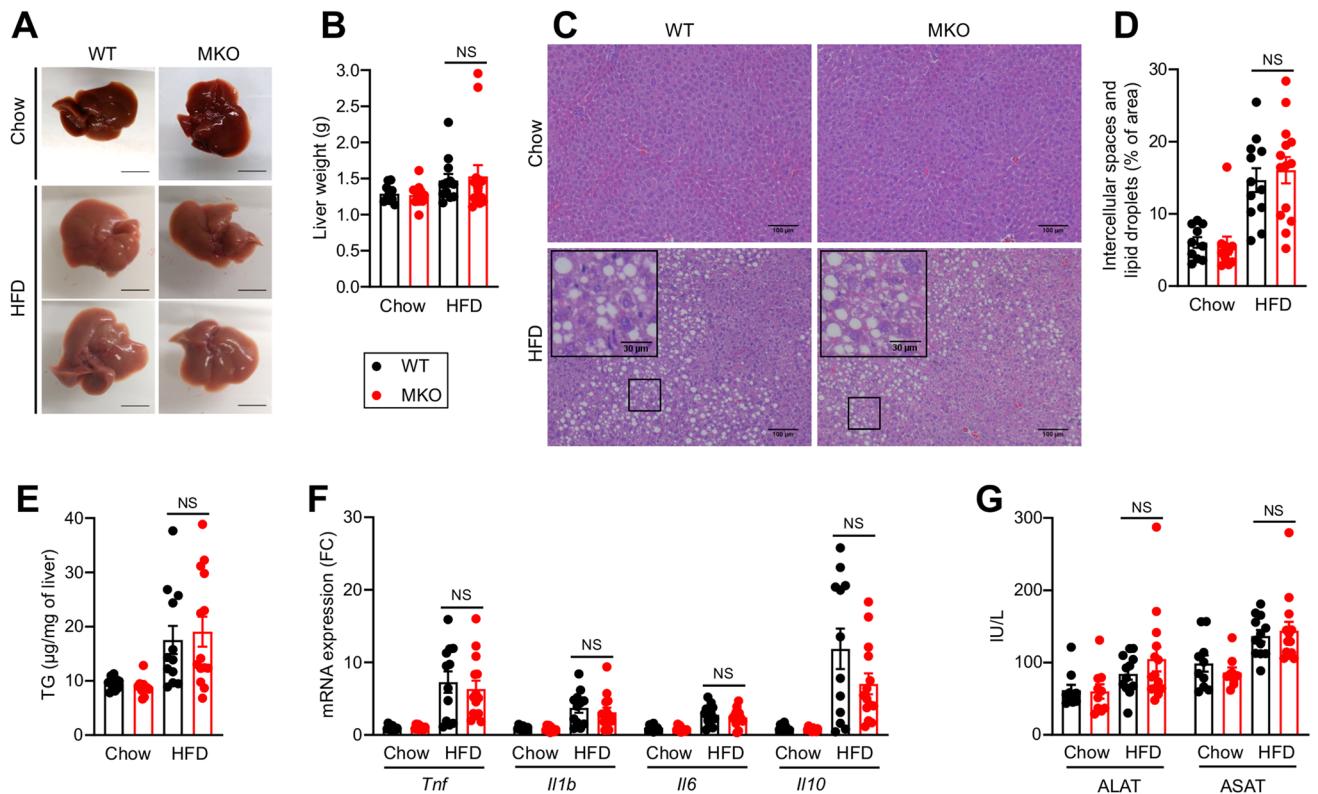 A
WT
MKO
Chow
HFD
B
NS
Liver weight (g)
3.0
2.5
2.0
1.5
1.0
0.5
0.0
Chow
HFD
WT
MKO
C
WT
MKO
Chow
100 µm
100 µm
HFD
30 µm
30 µm
100 µm
100 µm
D
NS
Intercellular spaces and
lipid droplets (% of area)
30
20
10
0
Chow
HFD
E
NS
TG (µg/mg of liver)
40
30
20
10
0
Chow
HFD
F
mRNA expression (FC)
30
20
10
0
NS
NS
NS
NS
Chow HFD Chow HFD Chow HFD Chow HFD
Tnf Il1b Il6 Il10
G
IU/L
300
200
100
0
NS
NS
Chow HFD Chow HFD
ALAT ASAT